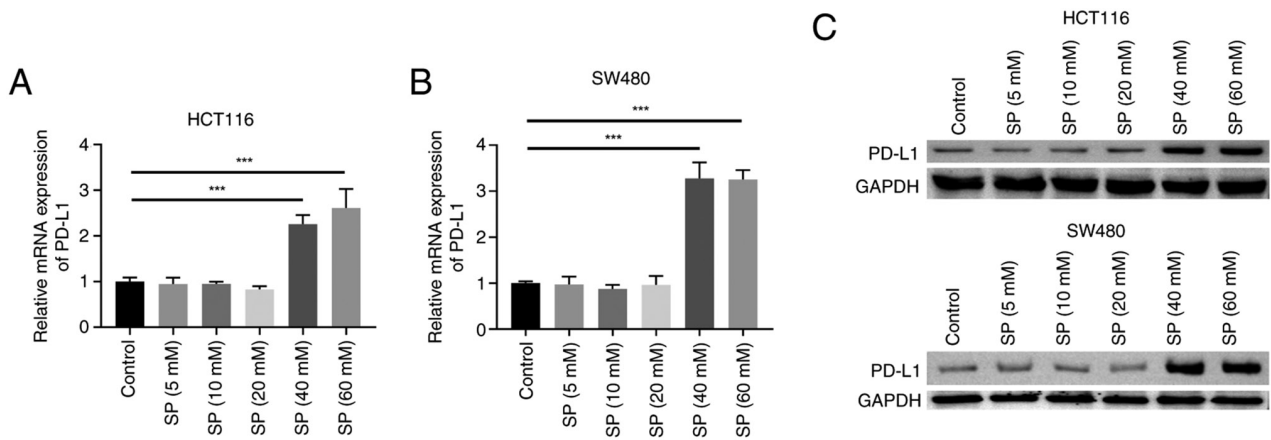 A
HCT116
Relative mRNA expression
of PD-L1
4
3
2
1
0
***
***
Control
SP (5 mM)
SP (10 mM)
SP (20 mM)
SP (40 mM)
SP (60 mM)
B
SW480
Relative mRNA expression
of PD-L1
4
3
2
1
0
***
***
Control
SP (5 mM)
SP (10 mM)
SP (20 mM)
SP (40 mM)
SP (60 mM)
C
HCT116
Control
SP (5 mM)
SP (10 mM)
SP (20 mM)
SP (40 mM)
SP (60 mM)
PD-L1
GAPDH
SW480
Control
SP (5 mM)
SP (10 mM)
SP (20 mM)
SP (40 mM)
SP (60 mM)
PD-L1
GAPDH